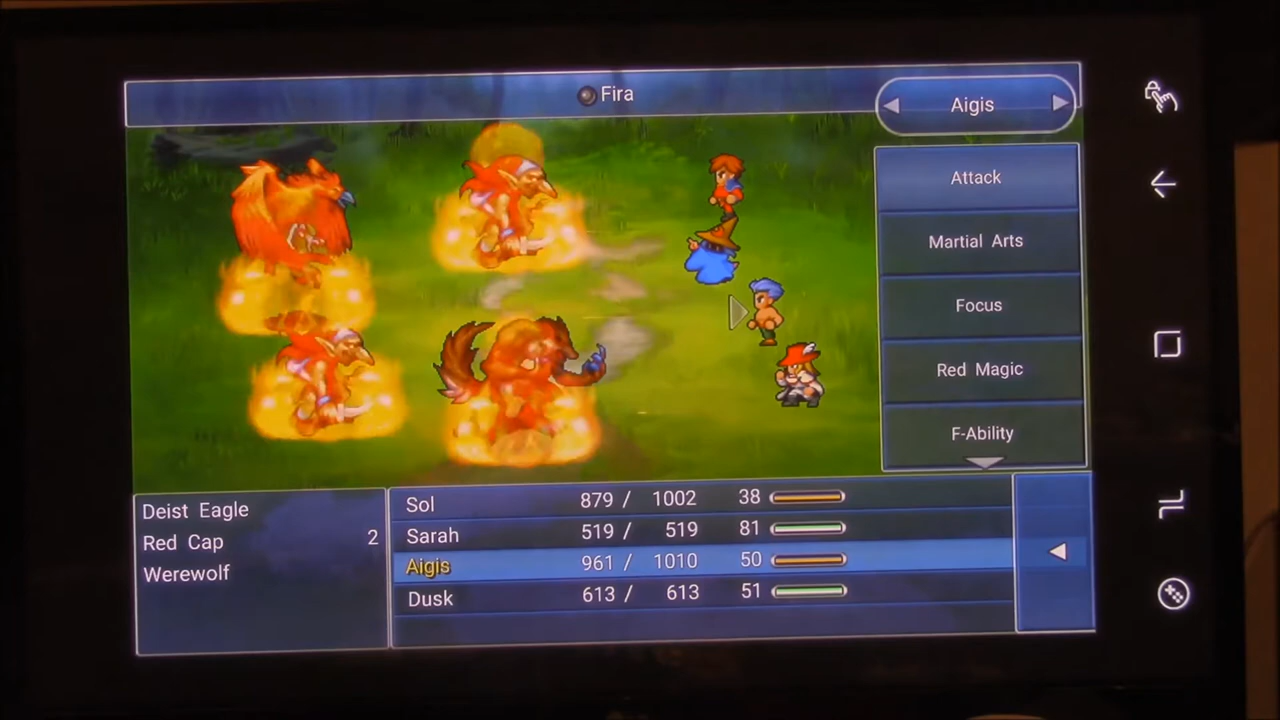 Fira
Aigis
Attack
Martial Arts
Focus
Red Magic
F-Ability
Deist Eagle
Red Cap 2
Werewolf
Sol 879 / 1002 38
Sarah 519 / 519 81
Aigis 961 / 1010 50
Dusk 613 / 613 51